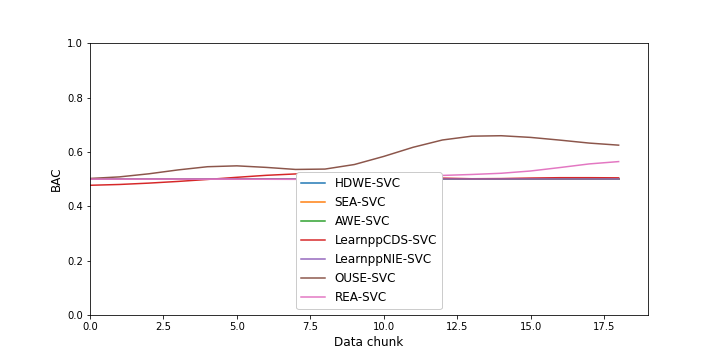 1.0
0.8
0.6
0.4
0.2
0.0
BAC
HDWE-SVC
SEA-SVC
AWE-SVC
LearnppCDS-SVC
LearnppNIE-SVC
OUSE-SVC
REA-SVC
0.0 2.5 5.0 7.5 10.0 12.5 15.0 17.5
Data chunk